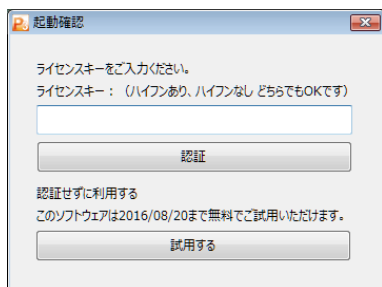 起動確認
ライセンスキーをご入力ください。
ライセンスキー：（ハイフンあり、ハイフンなし どちらでもOKです）
認証
認証せずに利用する
このソフトウェアは2016/08/20まで無料でご試用いただけます。
試用する